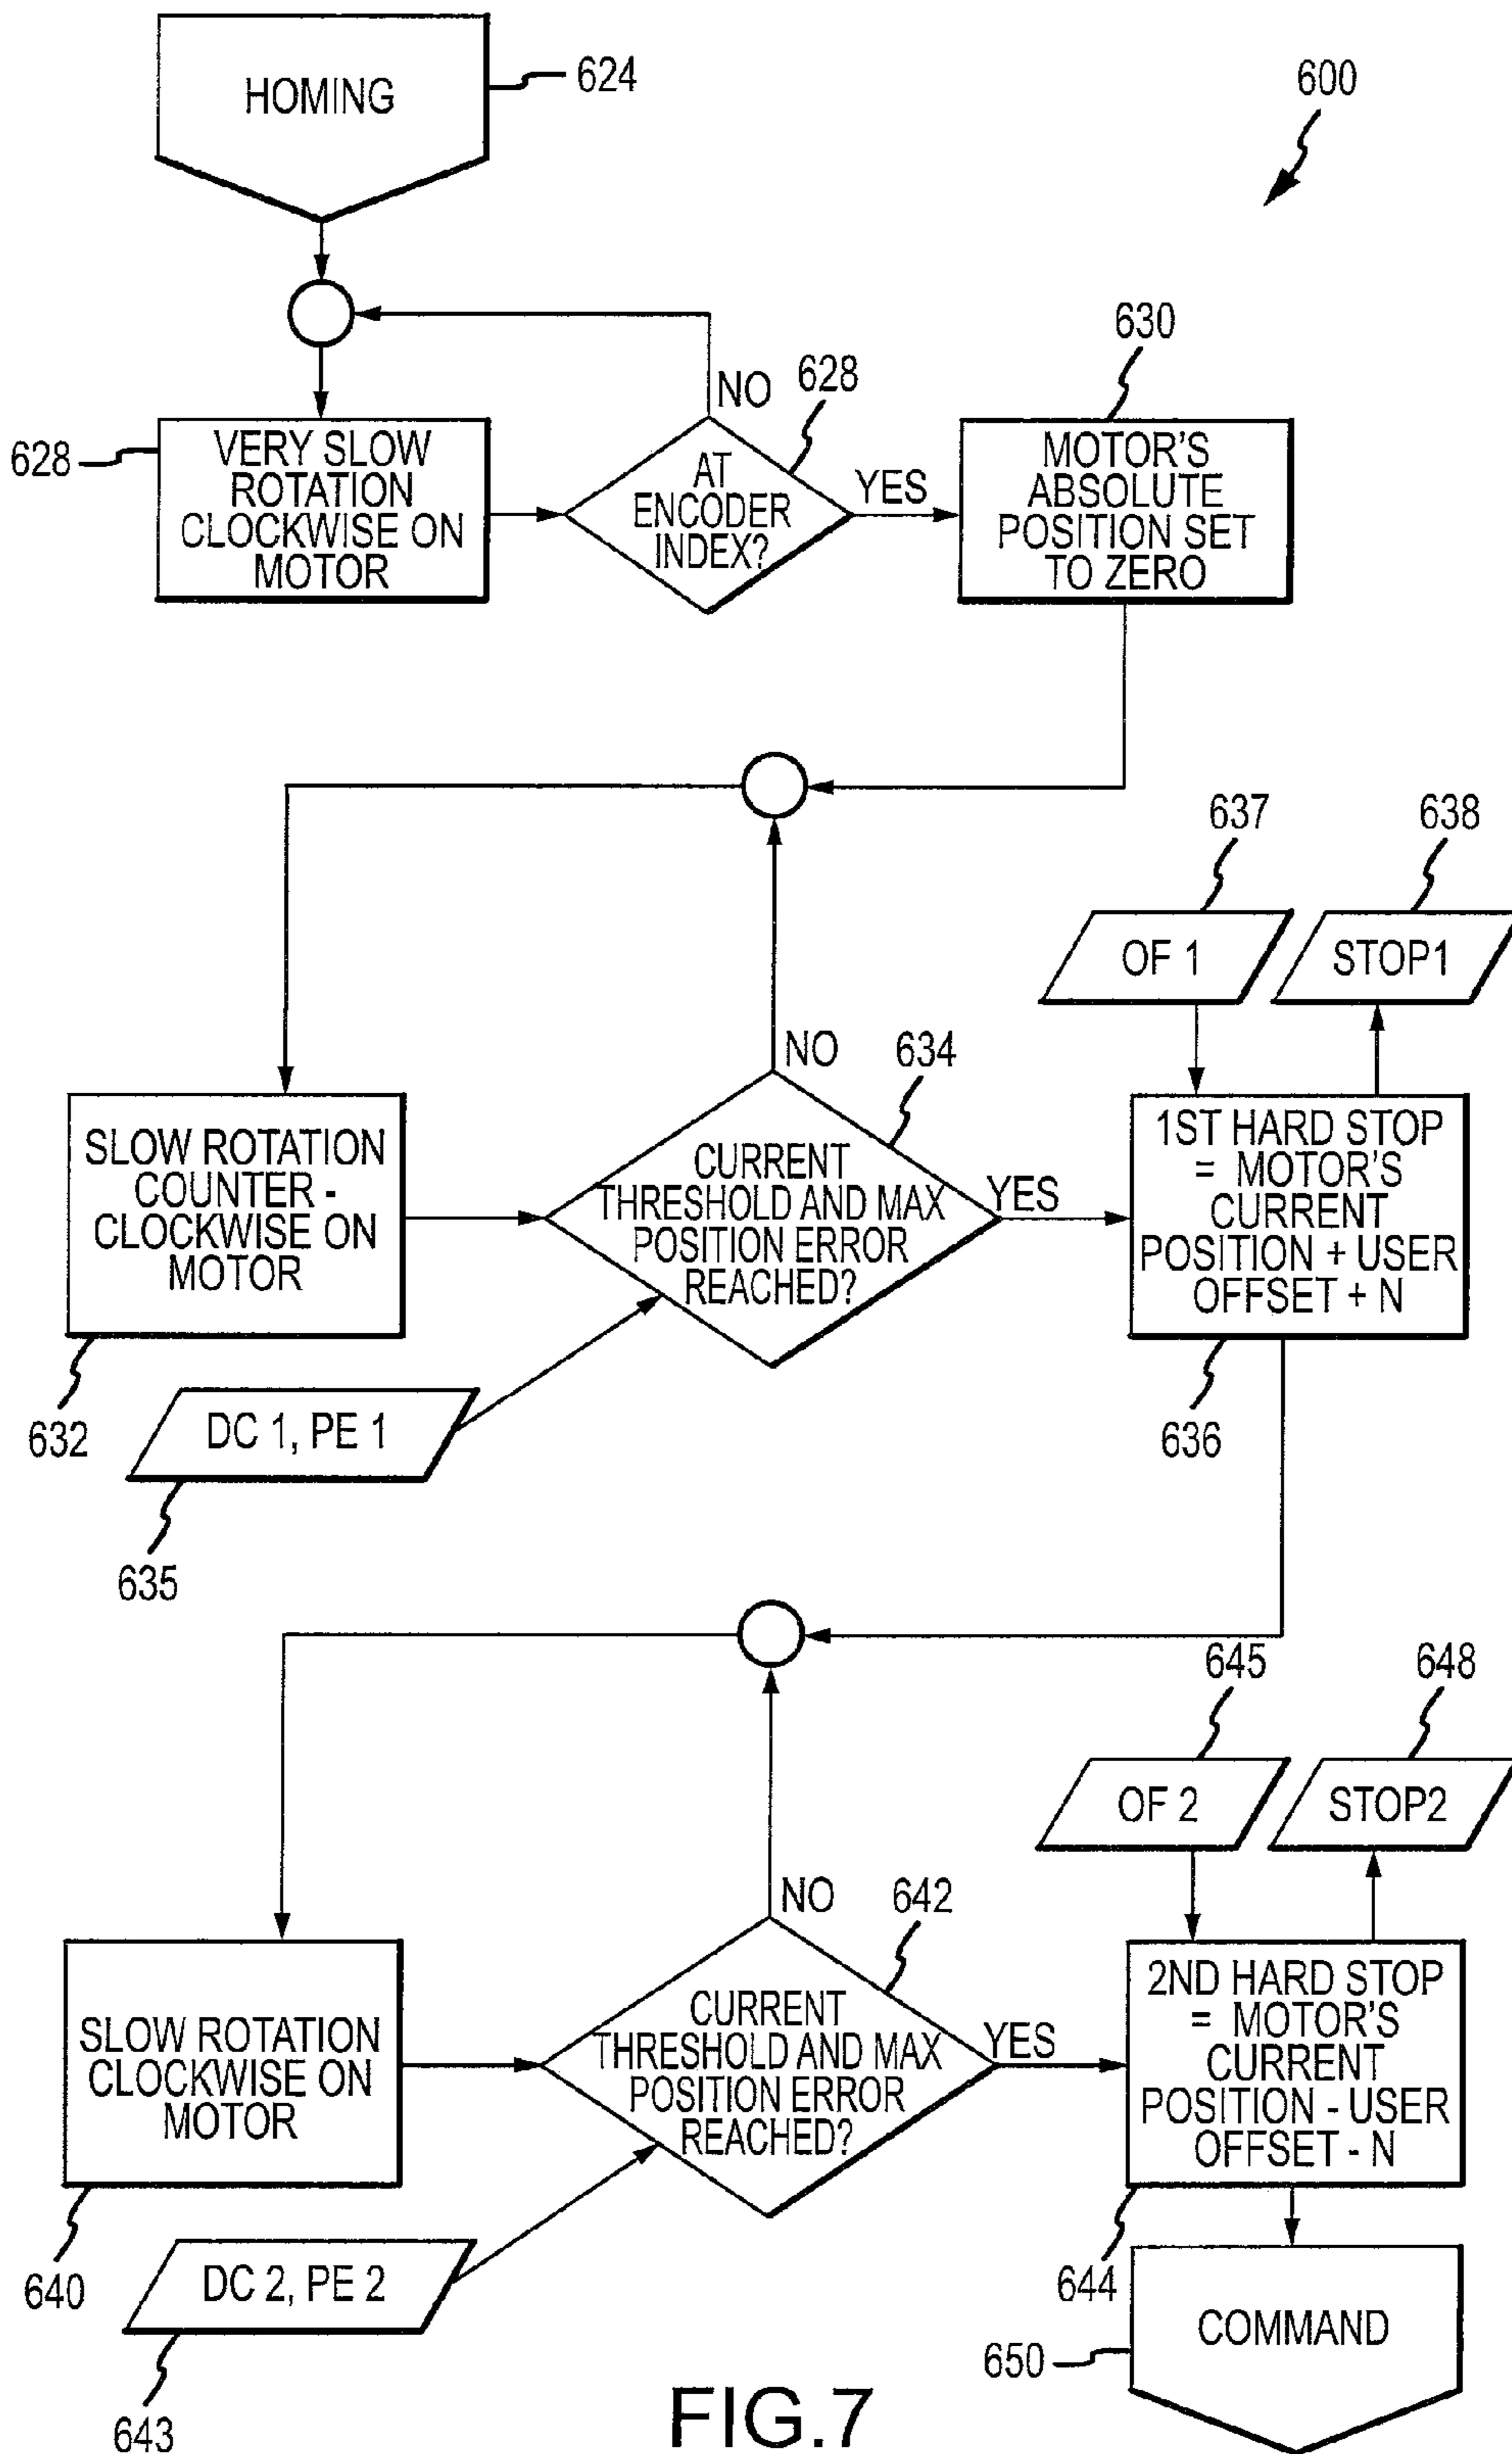 HOMING
624
600
NO
628
630
628
VERY SLOW
ROTATION
CLOCKWISE ON
MOTOR
AT
ENCODER
INDEX?
YES
MOTOR'S
ABSOLUTE
POSITION SET
TO ZERO
637
638
OF 1
STOP1
NO
634
SLOW ROTATION
COUNTER -
CLOCKWISE ON
MOTOR
CURRENT
THRESHOLD AND MAX
POSITION ERROR
REACHED?
YES
1ST HARD STOP
= MOTOR'S
CURRENT
POSITION + USER
OFFSET + N
632
DC 1, PE 1
636
635
645
648
OF 2
STOP2
NO
642
SLOW ROTATION
CLOCKWISE ON
MOTOR
CURRENT
THRESHOLD AND MAX
POSITION ERROR
REACHED?
YES
2ND HARD STOP
= MOTOR'S
CURRENT
POSITION - USER
OFFSET - N
640
DC 2, PE 2
644
643
COMMAND
650
FIG.7